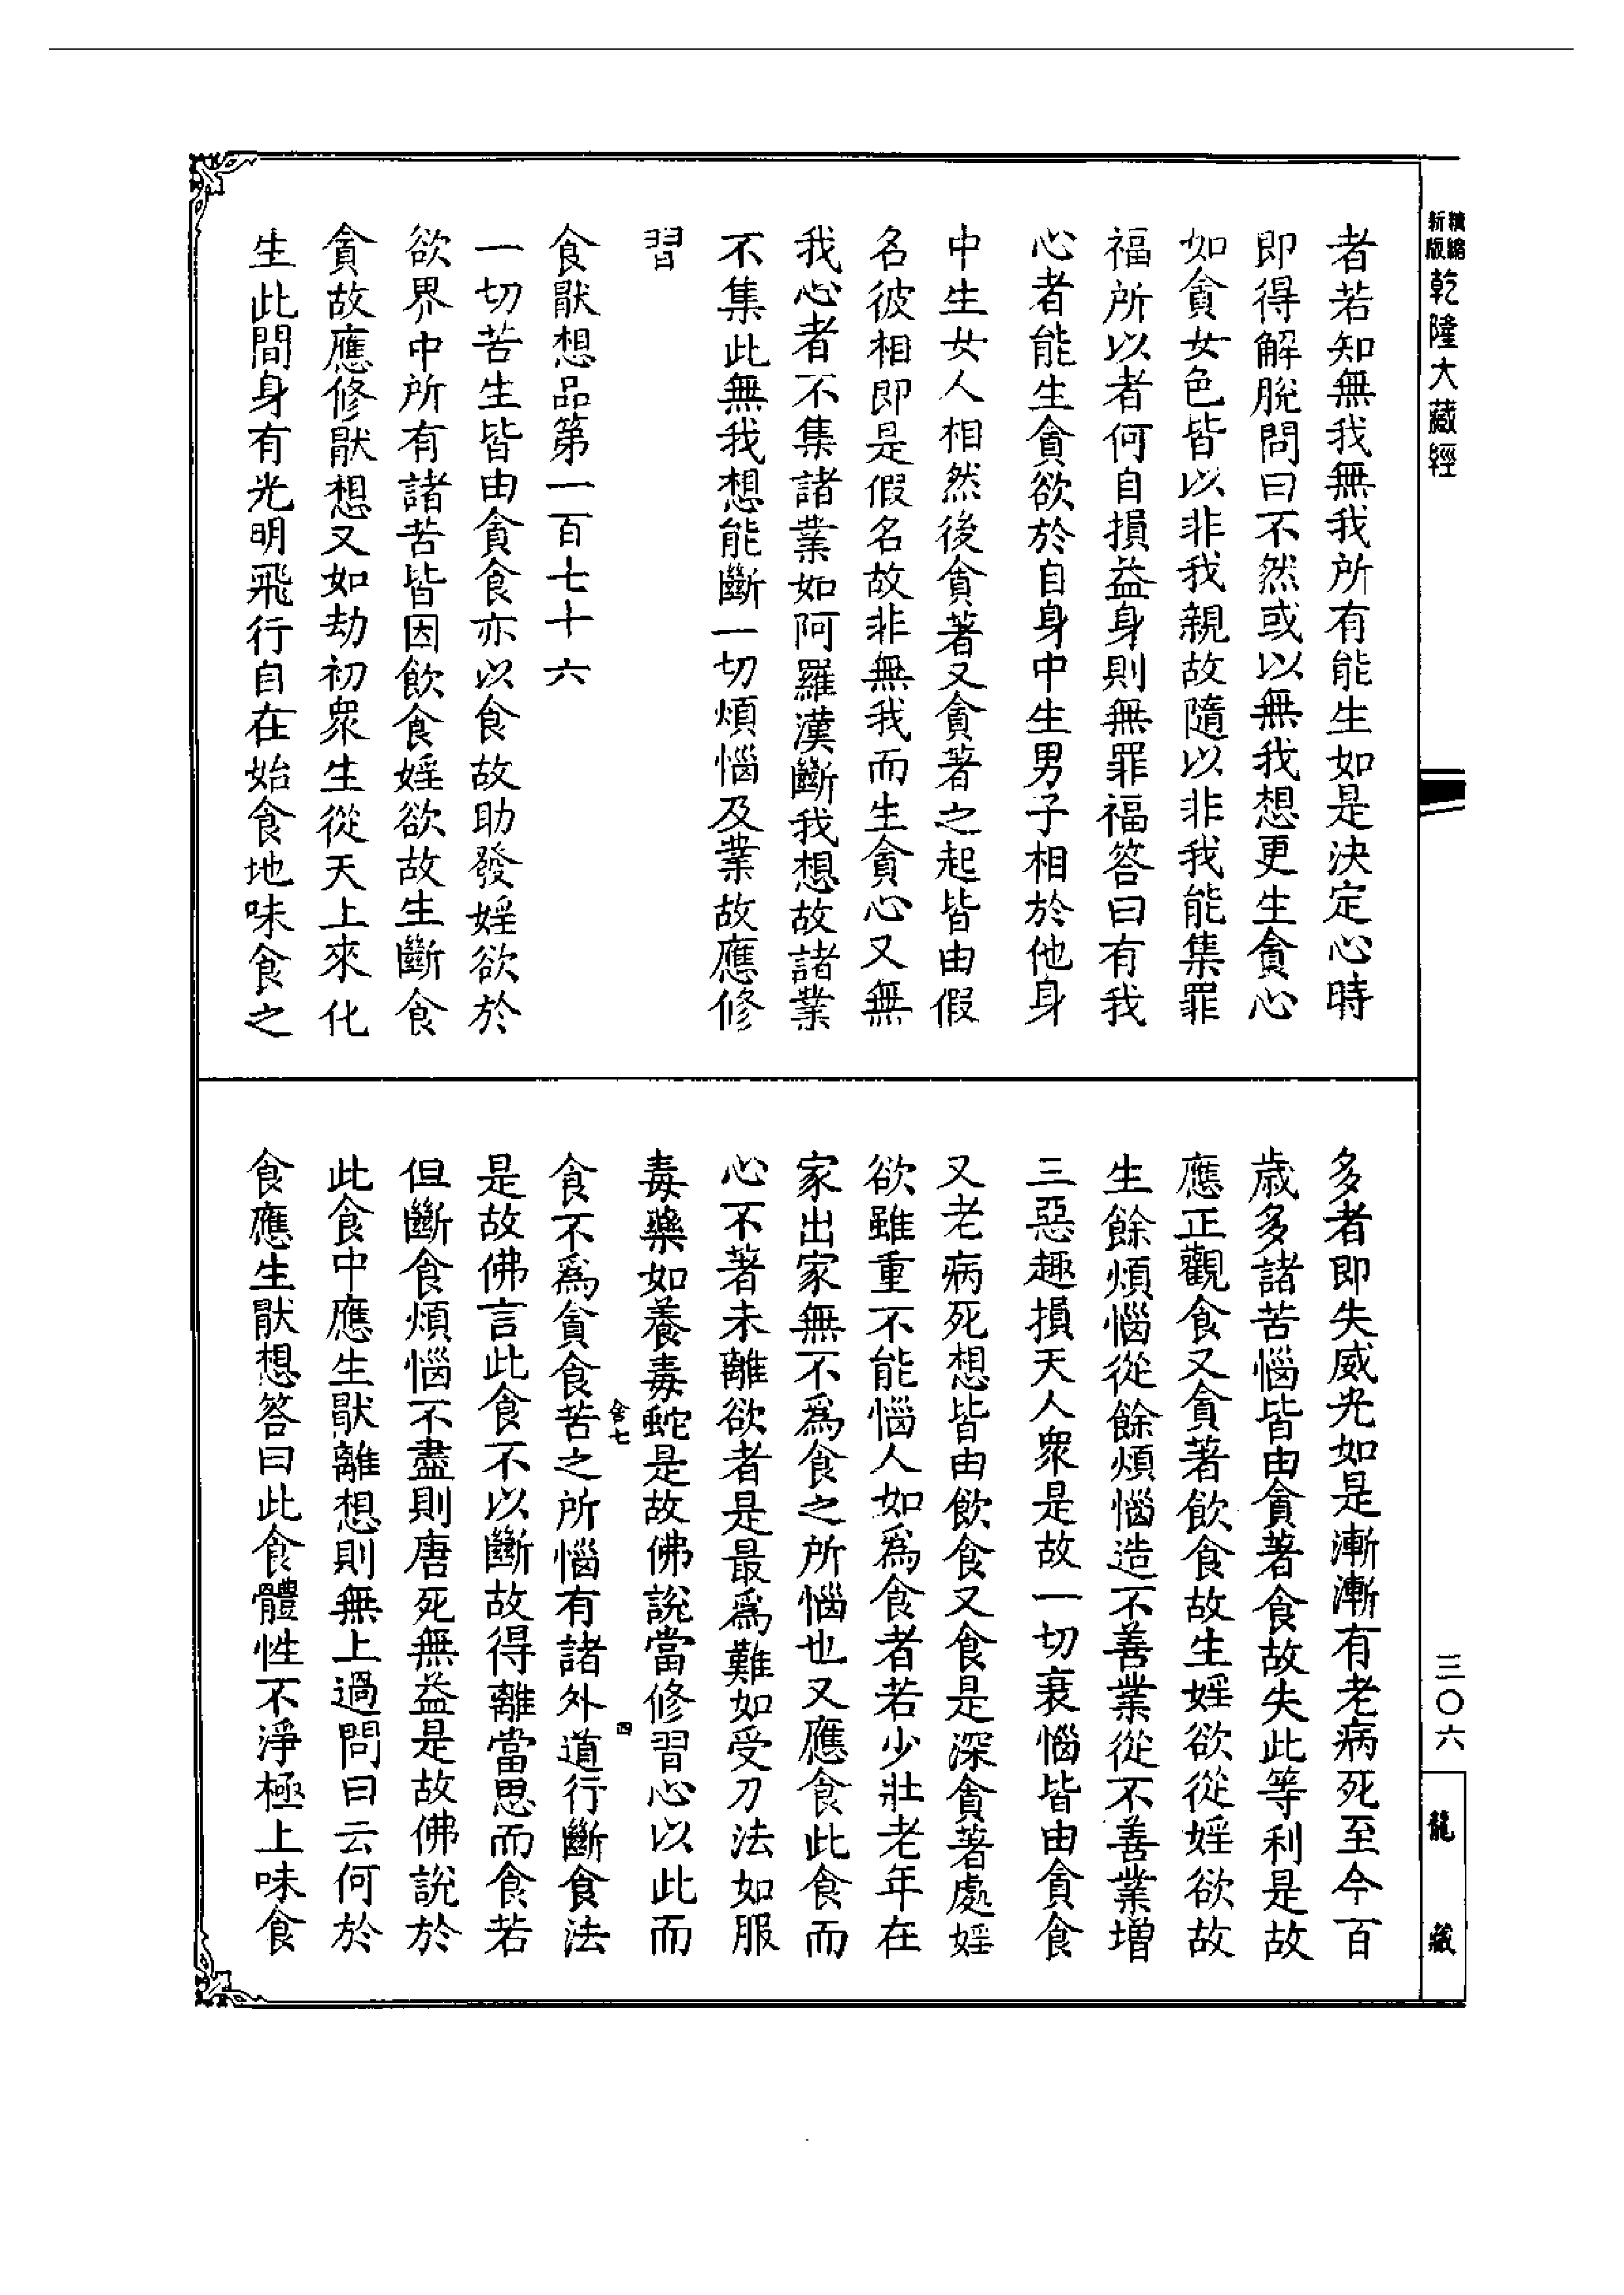 精縮新版 乾隆大藏經
者若知無我無我所有能生如是決定心時
即得解脫問曰不然或以無我想更生貪心
如貪女色皆以非我親故隨以非我能集罪
福所以者何自損益身則無罪福答曰有我
心者能生貪欲於自身中生男子相於他身
中生女人相然後貪著又貪著之起皆由假
名彼相即是假名故非無我而生貪心又無
我心者不集諸業如阿羅漢斷我想故諸業
不集此無我想能斷一切煩惱及業故應修
習
食厭想品第一百七十六
一切苦生皆由貪食亦以食故助發婬欲於
欲界中所有諸苦皆因飲食婬欲故生斷食
貪故應修厭想又如劫初眾生從天上來化
生此間身有光明飛行自在始食地味食之
多者即失威光如是漸漸有老病死至今百
歲多諸苦惱皆由貪著食故失此等利是故
應正觀食又貪著飲食故生婬欲從婬欲故
生餘煩惱從餘煩惱造不善業從不善業增
三惡趣損天人眾是故一切衰惱皆由貪食
又老病死想皆由飲食又食是深貪著處婬
欲雖重不能惱人如為食者若少壯老年在
家出家無不為食之所惱也又應食此食而
心不著未離欲者是最為難如受刀法如服
毒藥如養毒蛇是故佛說當修習心以此而
食不為貪食苦之所惱有諸外道行斷食法
是故佛言此食不以斷故得離當思而食若
但斷食煩惱不盡則唐死無益是故佛說於
此食中應生厭離想則無上過問曰云何於
食應生厭想答曰此食體性不淨極上味食
三〇六
龍藏